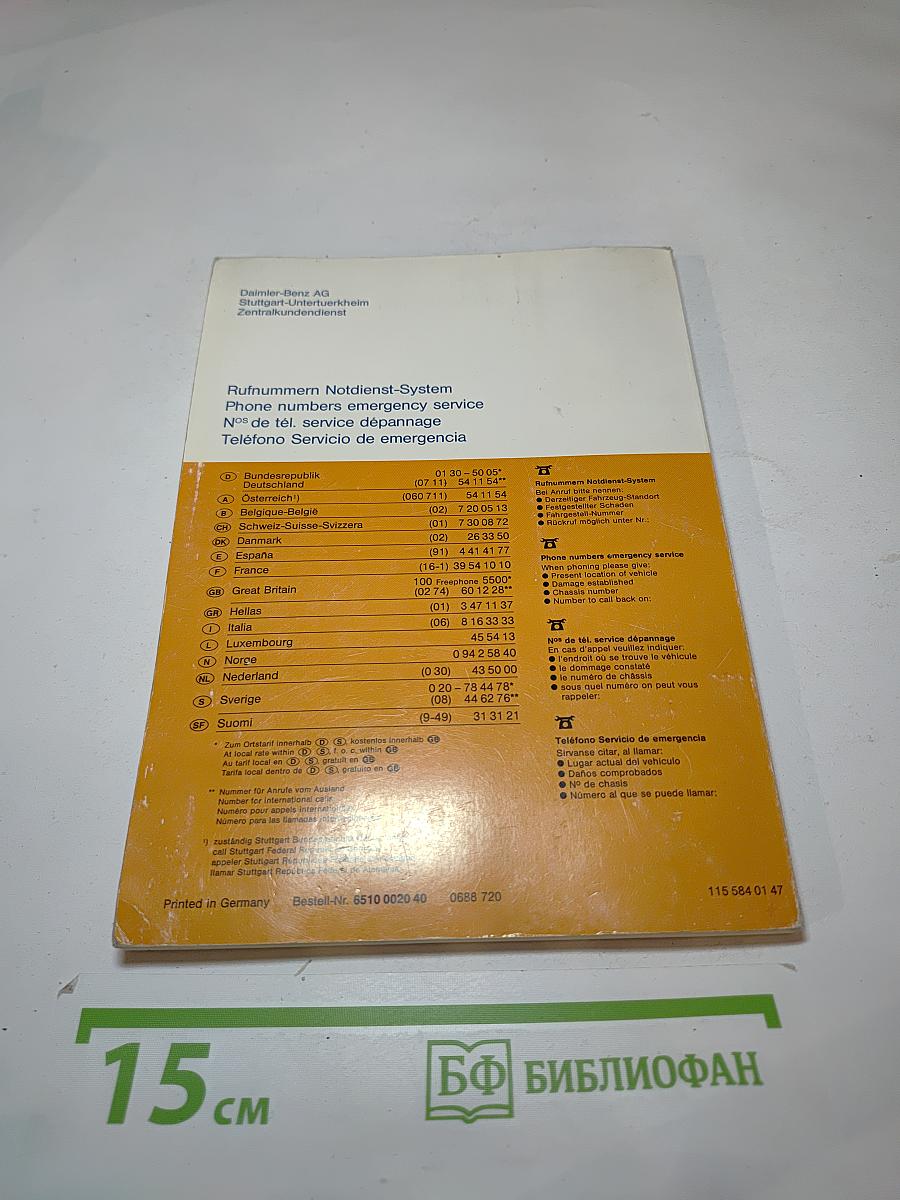 Daimler-Benz AG
Stuttgart-Untertuerkheim
Zentralkundendienst
Rufnummern Notdienst-System
Phone numbers emergency service
Nos de tél. service dépannage
Teléfono Servicio de emergencia
D Bundesrepublik 01 30 – 50 05*
Deutschland (07 11) 54 11 54**
A Österreich¹) (060 711) 54 11 54
B Belgique-België (02) 7 20 05 13
CH Schweiz-Suisse-Svizzera (01) 7 30 08 72
DK Danmark (02) 26 33 50
E España (91) 4 41 41 77
F France (16-1) 39 54 10 10
100 Freephone 5500*
GB Great Britain (02 74) 60 12 28**
GR Hellas (01) 3 47 11 37
I Italia (06) 8 16 33 33
L Luxembourg 45 54 13
N Norge 0 94 2 58 40
NL Nederland (0 30) 43 50 00
0 20 – 78 44 78*
S Sverige (08) 44 62 76**
SF Suomi (9-49) 31 31 21
* Zum Ortstarif innerhalb D S, kostenlos innerhalb GB
At local rate within D S, f. o. c. within GB
Au tarif local en D S, gratuit en GB
Tarifa local dentro de D S, gratuito en GB
** Nummer für Anrufe vom Ausland
Number for international calls
Numéro pour appels
Número para las llamadas
¹) zuständig Stuttgart
call Stuttgart Federal
appeler Stuttgart
llamar Stuttgart República Federal de
Rufnummern Notdienst-System
Bei Anruf bitte nennen:
● Derzeitiger Fahrzeug-Standort
● Festgestellter Schaden
● Fahrgestell-Nummer
● Rückruf möglich unter Nr.:
Phone numbers emergency service
When phoning please give:
● Present location of vehicle
● Damage established
● Chassis number
● Number to call back on:
Nos de tél. service dépannage
En cas d'appel veuillez indiquer:
● l'endroit où se trouve le véhicule
● le dommage constaté
● le numéro de châssis
● sous quel numéro on peut vous
rappeler:
Teléfono Servicio de emergencia
Sirvanse citar, al llamar:
● Lugar actual del vehiculo
● Daños comprobados
● Nº de chasis
● Número al que se puede llamar:
Printed in Germany Bestell-Nr. 6510 0020 40 0688 720
115 584 01 47
15 см
БФ БИБЛИОФАН